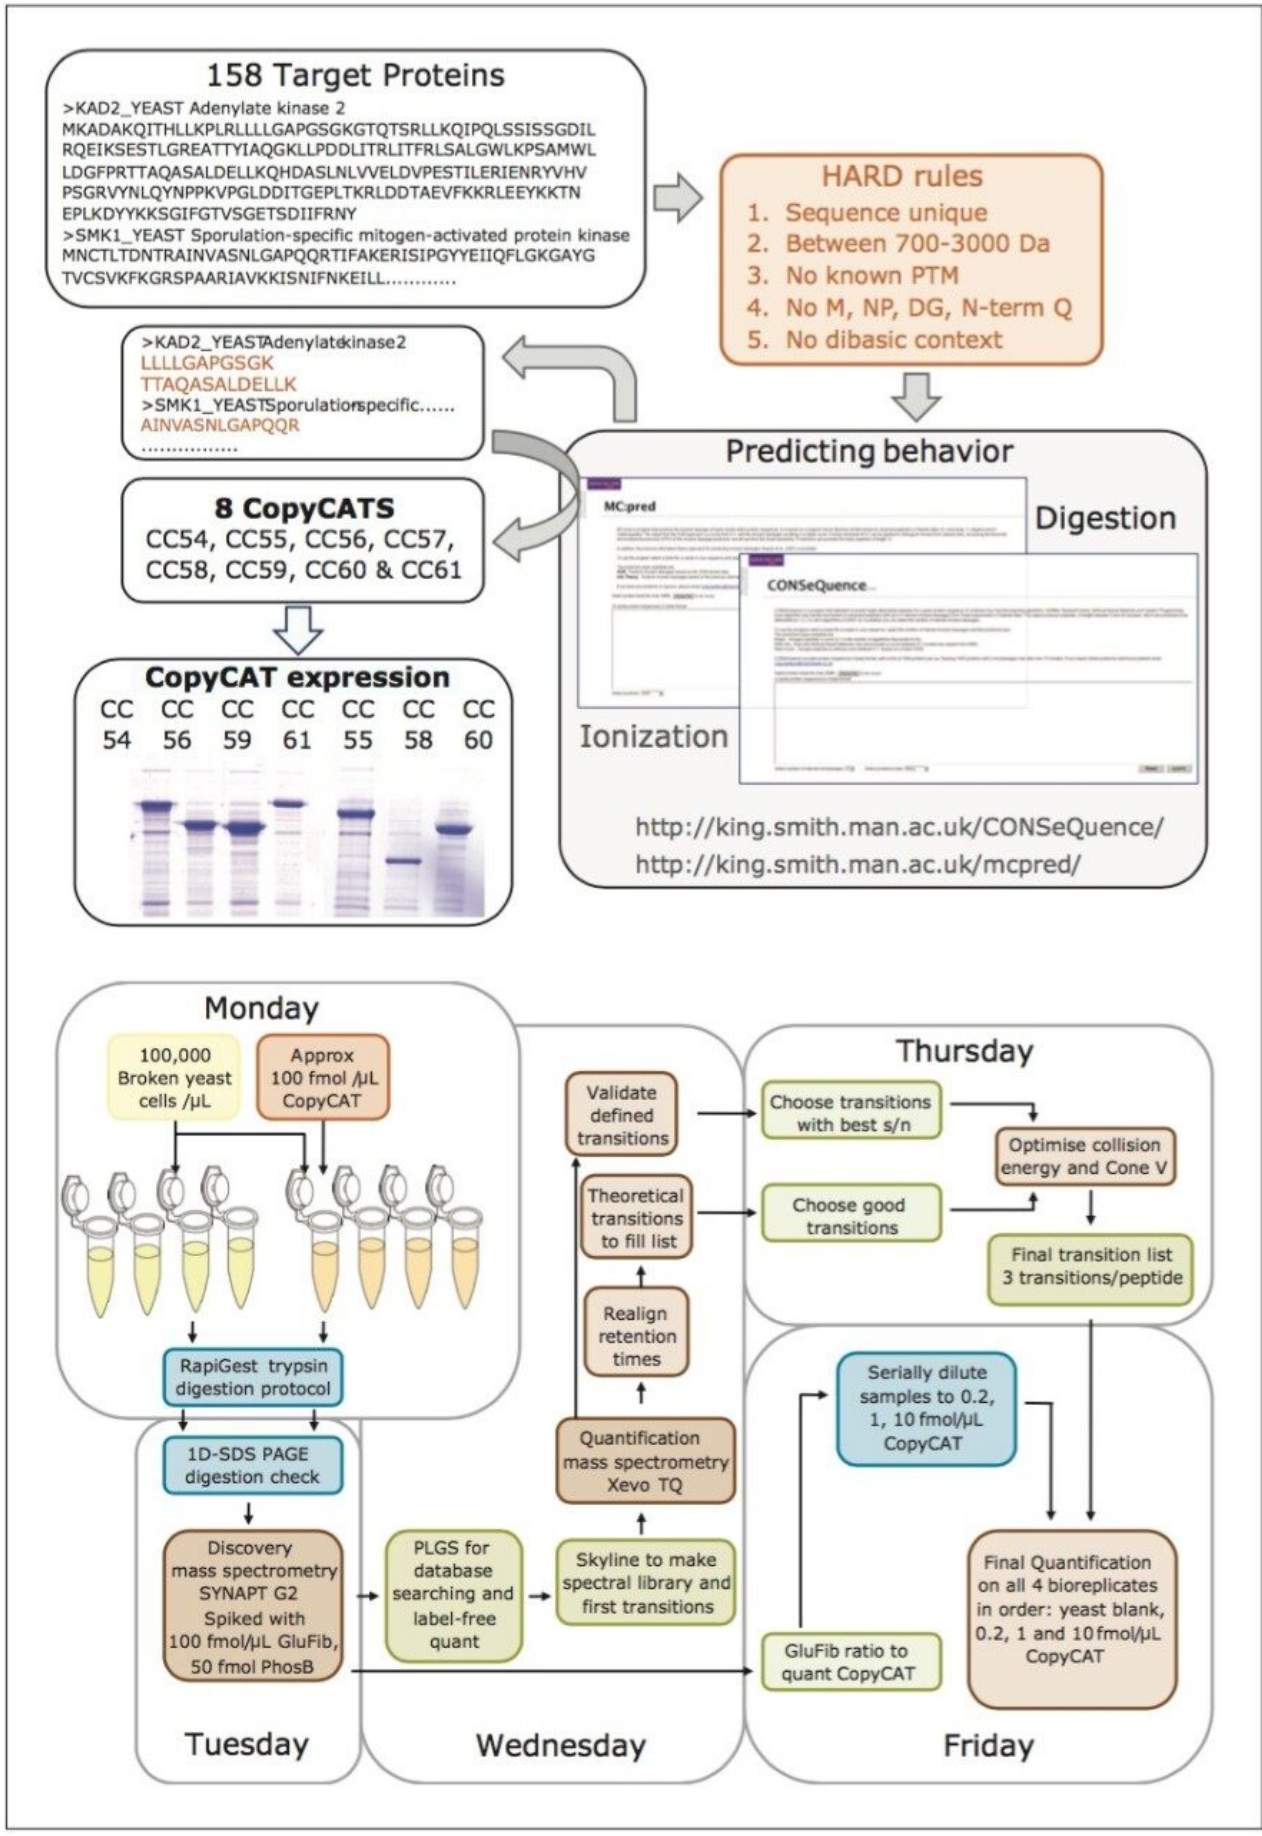 158 Target Proteins
>KAD2_YEAST Adenylate kinase 2
MKADAKQITHLLKPLRLLLLGAPGSGKGTQTSRLLKQIPQLSSISSGDIL
RQEIKSESTLGREATTYIAQGKLLPDDLITRLITFRLSALGWLKPSAMWL
LDGFPRTTAQASALDELLKQHDASLNLVVELDVPESTILERIENRYVHV
PSGRVYNLQYNPPKVPGLDDITGEPLTKRLDDTAEVFKKRLEEYKKTN
EPLKDYYKKSGIFGTVSGETSDIIFRNY
>SMK1_YEAST Sporulation-specific mitogen-activated protein kinase
MNCTLTDNTRAINVASNLGAPQQRTIFAKERISIPGYYEIIQFLGKGAYG
TVCSVKFKGRSPAARIAVKKISNIFNKEILL............
HARD rules
1. Sequence unique
2. Between 700-3000 Da
3. No known PTM
4. No M, NP, DG, N-term Q
5. No dibasic context
>KAD2_YEASTAdenylatekinase2
LLLLGAPGSGK
TTAQASALDELLK
>SMK1_YEASTSporulation-specific......
AINVASNLGAPQQR
................
8 CopyCATS
CC54, CC55, CC56, CC57,
CC58, CC59, CC60 & CC61
CopyCAT expression
CC CC CC CC CC CC CC
54 56 59 61 55 58 60
Predicting behavior
MC:pred
Digestion
CONSeQuence
Ionization
http://king.smith.man.ac.uk/CONSeQuence/
http://king.smith.man.ac.uk/mcpred/
Monday
100,000
Broken yeast
cells /µL
Approx
100 fmol /µL
CopyCAT
RapiGest trypsin
digestion protocol
1D-SDS PAGE
digestion check
Discovery
mass spectrometry
SYNAPT G2
Spiked with
100 fmol/µL GluFib,
50 fmol PhosB
Tuesday
PLGS for
database
searching and
label-free
quant
Skyline to make
spectral library and
first transitions
Quantification
mass spectrometry
Xevo TQ
Realign
retention
times
Theoretical
transitions
to fill list
Validate
defined
transitions
Wednesday
Thursday
Choose transitions
with best s/n
Choose good
transitions
Optimise collision
energy and Cone V
Final transition list
3 transitions/peptide
Serially dilute
samples to 0.2,
1, 10 fmol/µL
CopyCAT
GluFib ratio to
quant CopyCAT
Final Quantification
on all 4 bioreplicates
in order: yeast blank,
0.2, 1 and 10 fmol/µL
CopyCAT
Friday